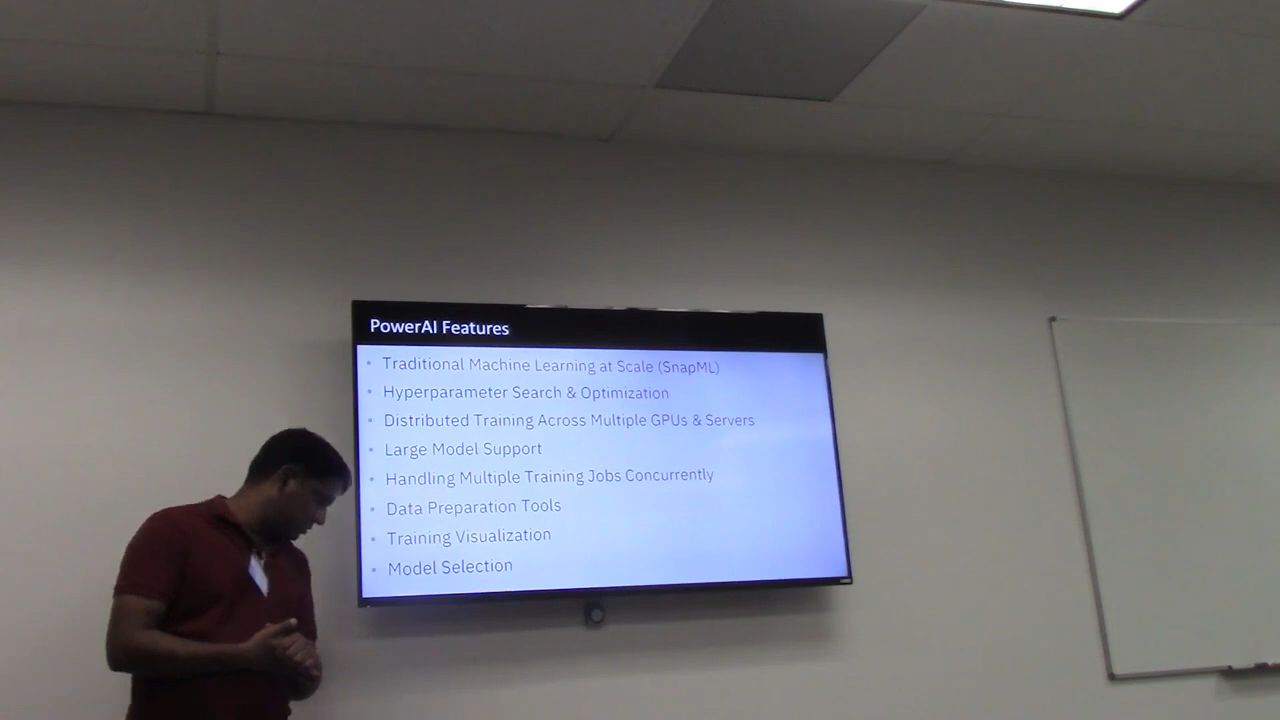 PowerAI Features
• Traditional Machine Learning at Scale (SnapML)
• Hyperparameter Search & Optimization
• Distributed Training Across Multiple GPUs & Servers
• Large Model Support
• Handling Multiple Training Jobs Concurrently
• Data Preparation Tools
• Training Visualization
• Model Selection